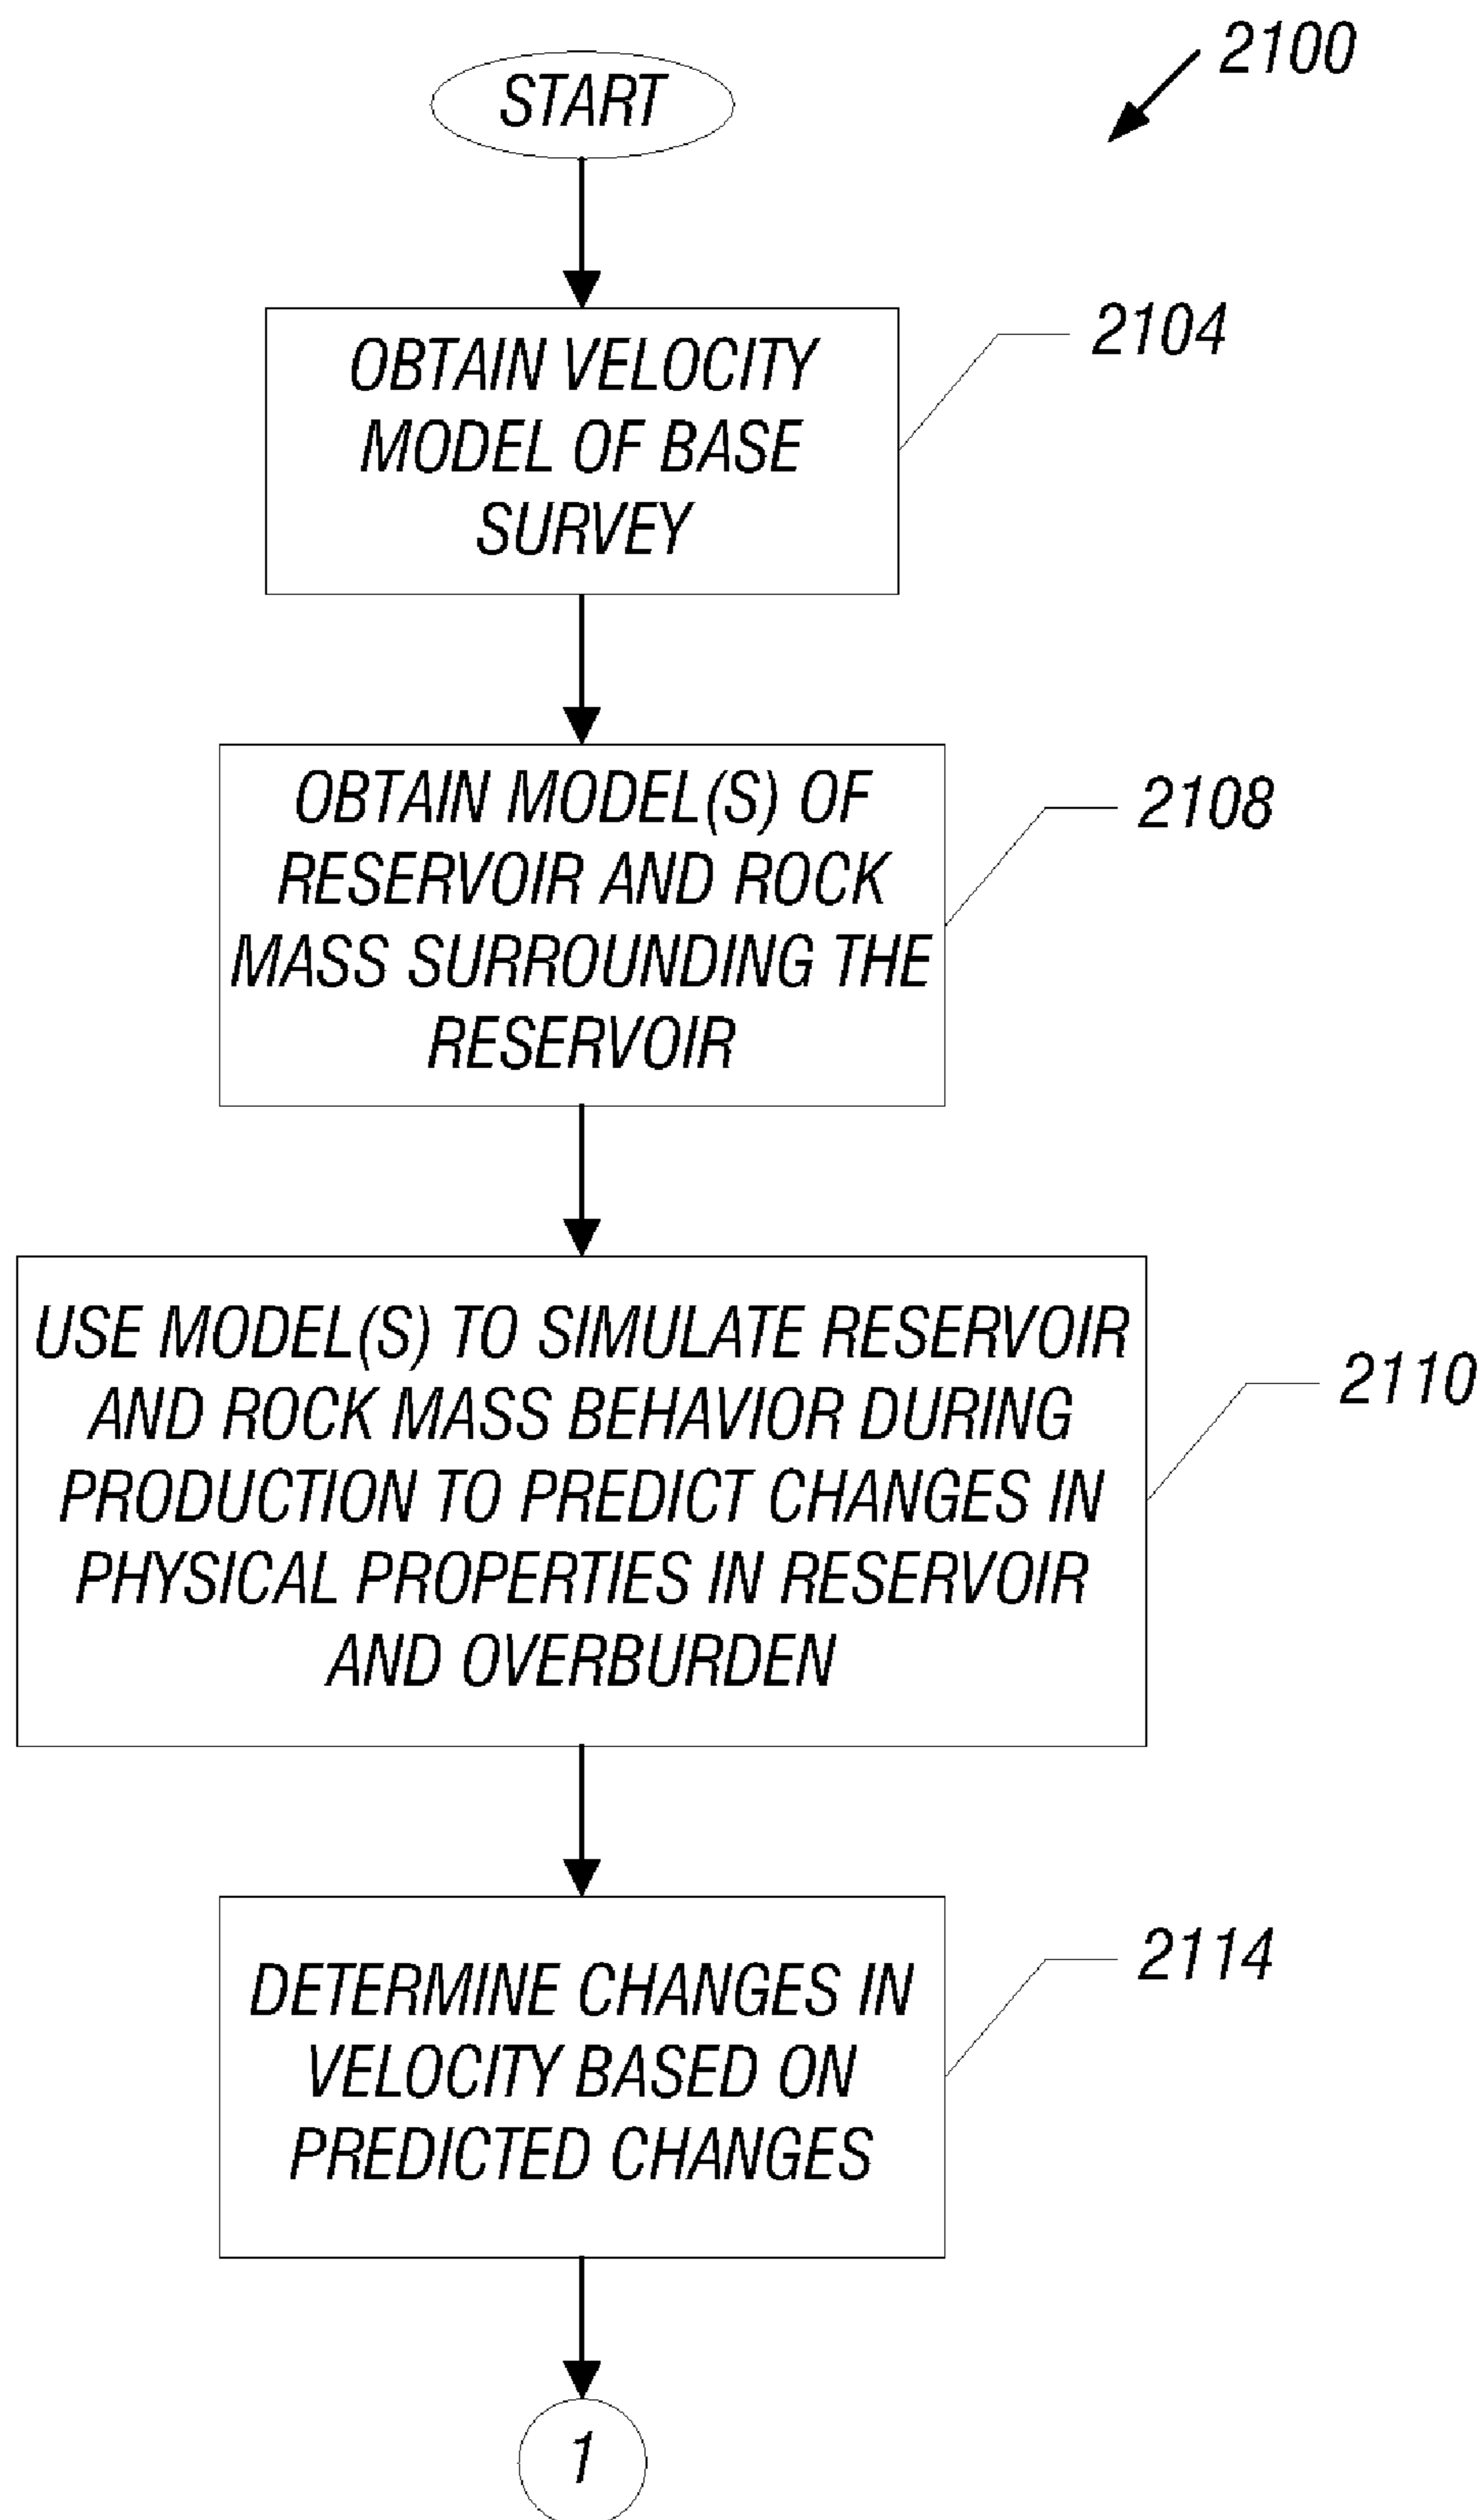 2100
START
OBTAIN VELOCITY
MODEL OF BASE
SURVEY
2104
OBTAIN MODEL(S) OF
RESERVOIR AND ROCK
MASS SURROUNDING THE
RESERVOIR
2108
USE MODEL(S) TO SIMULATE RESERVOIR
AND ROCK MASS BEHAVIOR DURING
PRODUCTION TO PREDICT CHANGES IN
PHYSICAL PROPERTIES IN RESERVOIR
AND OVERBURDEN
2110
DETERMINE CHANGES IN
VELOCITY BASED ON
PREDICTED CHANGES
2114
1